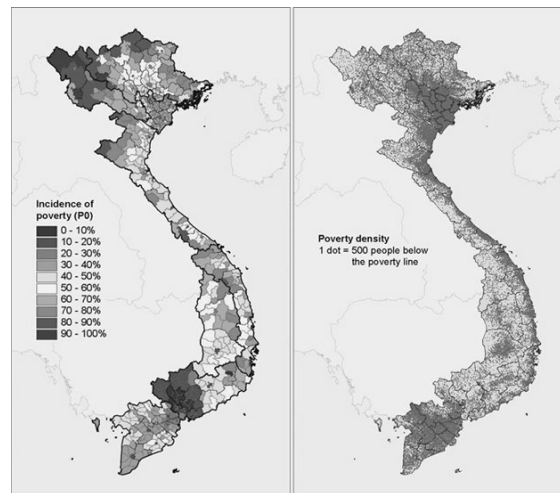 Incidence of
poverty (P0)
0 - 10%
10 - 20%
20 - 30%
30 - 40%
40 - 50%
50 - 60%
60 - 70%
70 - 80%
80 - 90%
90 - 100%
Poverty density
1 dot = 500 people below
the poverty line